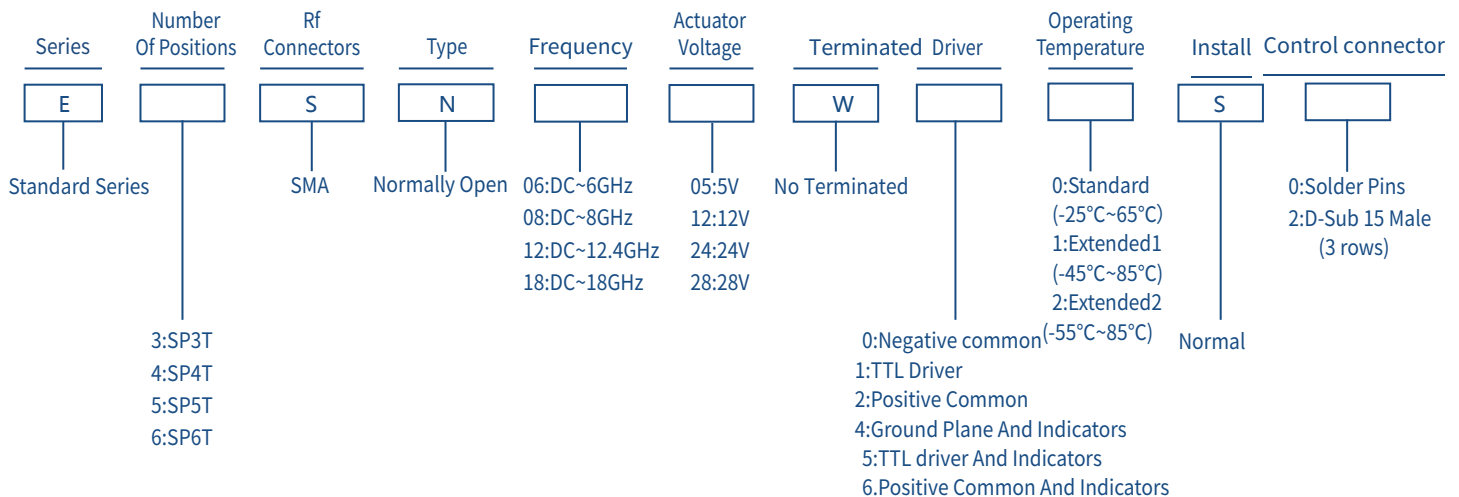 Series
Number
Of Positions
Rf
Connectors
Type
Frequency
Actuator
Voltage
Terminated
Driver
Operating
Temperature
Install
Control connector
E
S
N
W
S
Standard Series
SMA
Normally Open
06:DC~6GHz
08:DC~8GHz
12:DC~12.4GHz
18:DC~18GHz
05:5V
12:12V
24:24V
28:28V
No Terminated
0:Standard
(-25°C~65°C)
1:Extended1
(-45°C~85°C)
2:Extended2
(-55°C~85°C)
0:Solder Pins
2:D-Sub 15 Male
(3 rows)
3:SP3T
4:SP4T
5:SP5T
6:SP6T
0:Negative common
1:TTL Driver
2:Positive Common
4:Ground Plane And Indicators
5:TTL driver And Indicators
6.Positive Common And Indicators
Normal